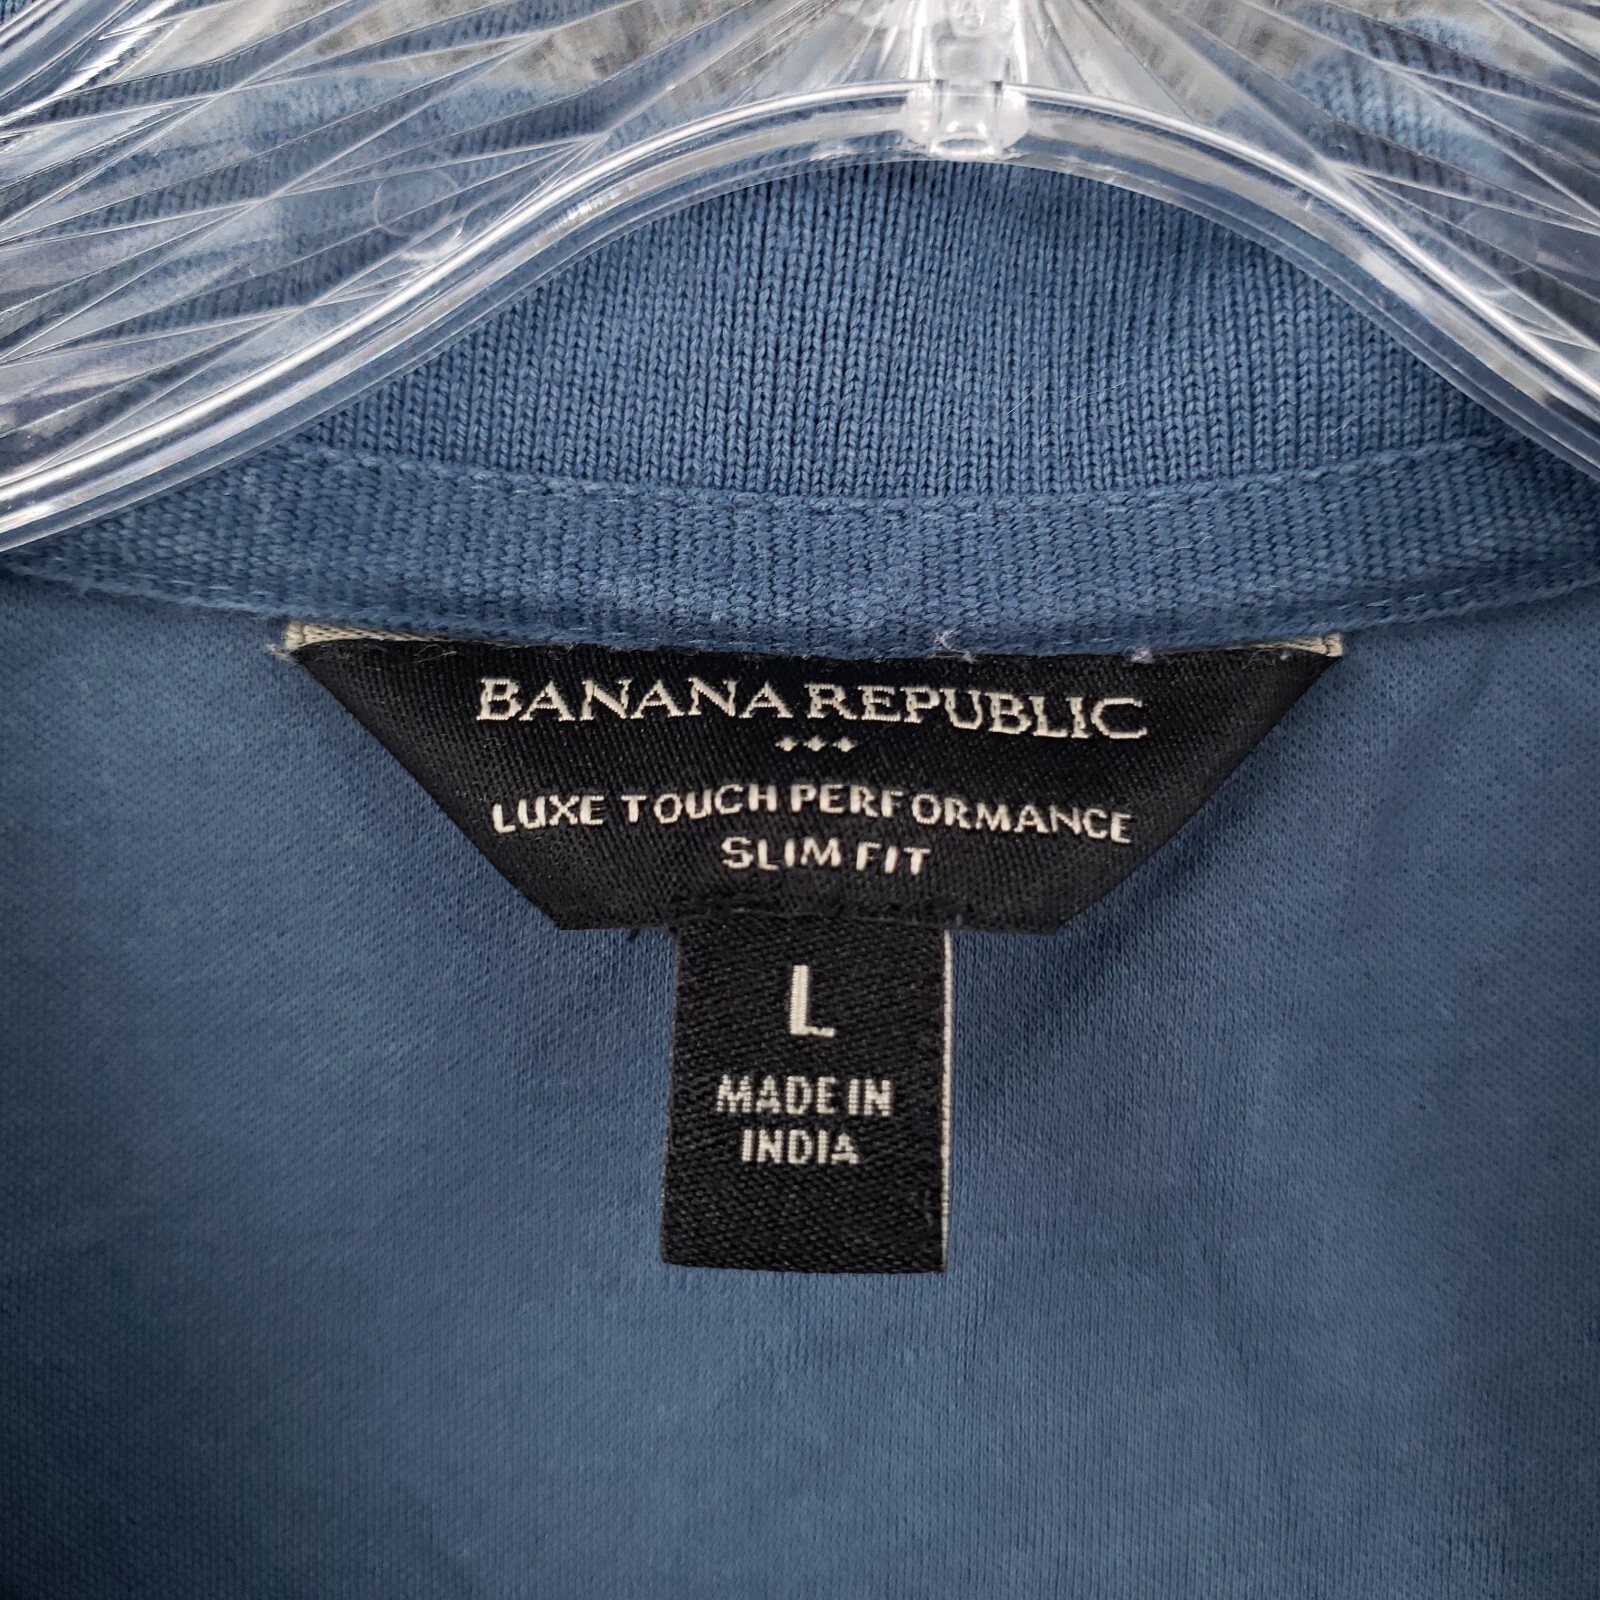 BANANA REPUBLIC
LUXE TOUCH PERFORMANCE
SLIM FIT
L
MADE IN
INDIA